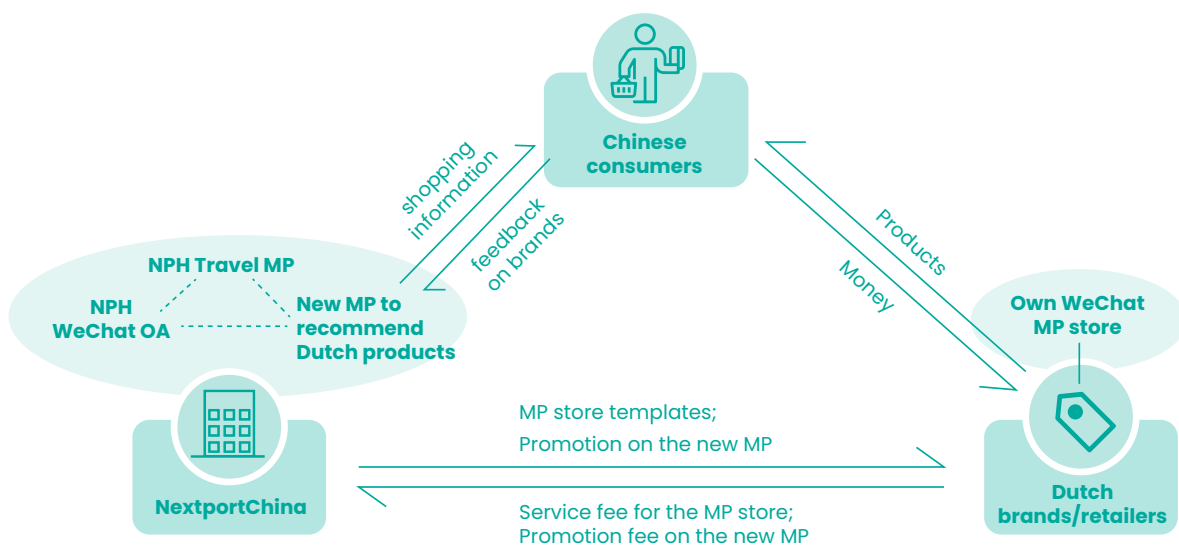 Chinese
consumers
shopping
information
feedback
on brands
Products
Money
NPH Travel MP
NPH
WeChat OA
New MP to
recommend
Dutch products
Own WeChat
MP store
MP store templates;
Promotion on the new MP
NextportChina
Service fee for the MP store;
Promotion fee on the new MP
Dutch
brands/retailers